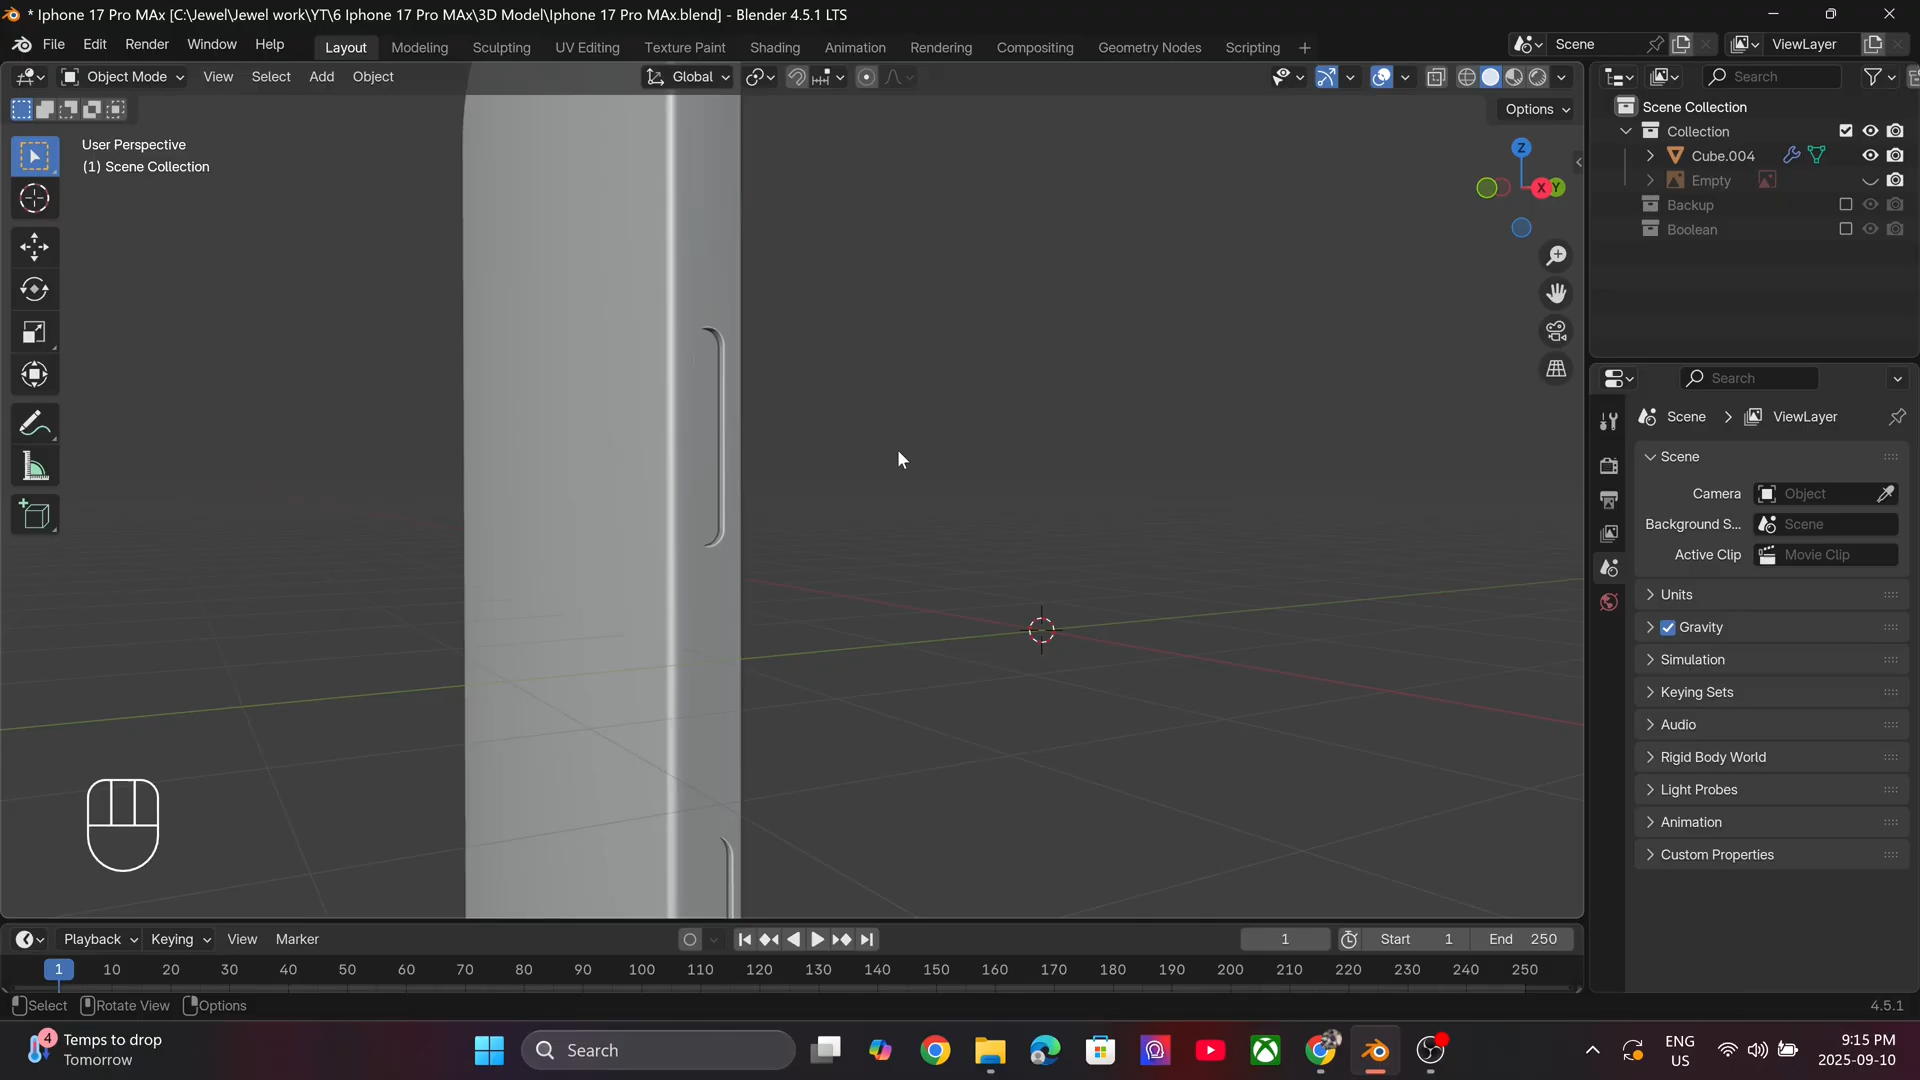 * Iphone 17 Pro MAx [C:\Jewel\Jewel work\YT\6 Iphone 17 Pro MAx\3D Model\Iphone 17 Pro MAx.blend] - Blender 4.5.1 LTS
File Edit Render Window Help Layout Modeling Sculpting UV Editing Texture Paint Shading Animation Rendering Compositing Geometry Nodes Scripting + Scene ViewLayer
Object Mode View Select Add Object Global Search
Options
User Perspective
(1) Scene Collection
Z
X Y
Scene Collection
Collection
Cube.004
Empty
Backup
Boolean
Search
Scene > ViewLayer
Scene
Camera Object
Background S... Scene
Active Clip Movie Clip
Units
Gravity
Simulation
Keying Sets
Audio
Rigid Body World
Light Probes
Animation
Custom Properties
Playback Keying View Marker 1 Start 1 End 250
1 10 20 30 40 50 60 70 80 90 100 110 120 130 140 150 160 170 180 190 200 210 220 230 240 250
Select Rotate View Options 4.5.1
4 Temps to drop
Tomorrow
Search
ENG
US
9:15 PM
2025-09-10